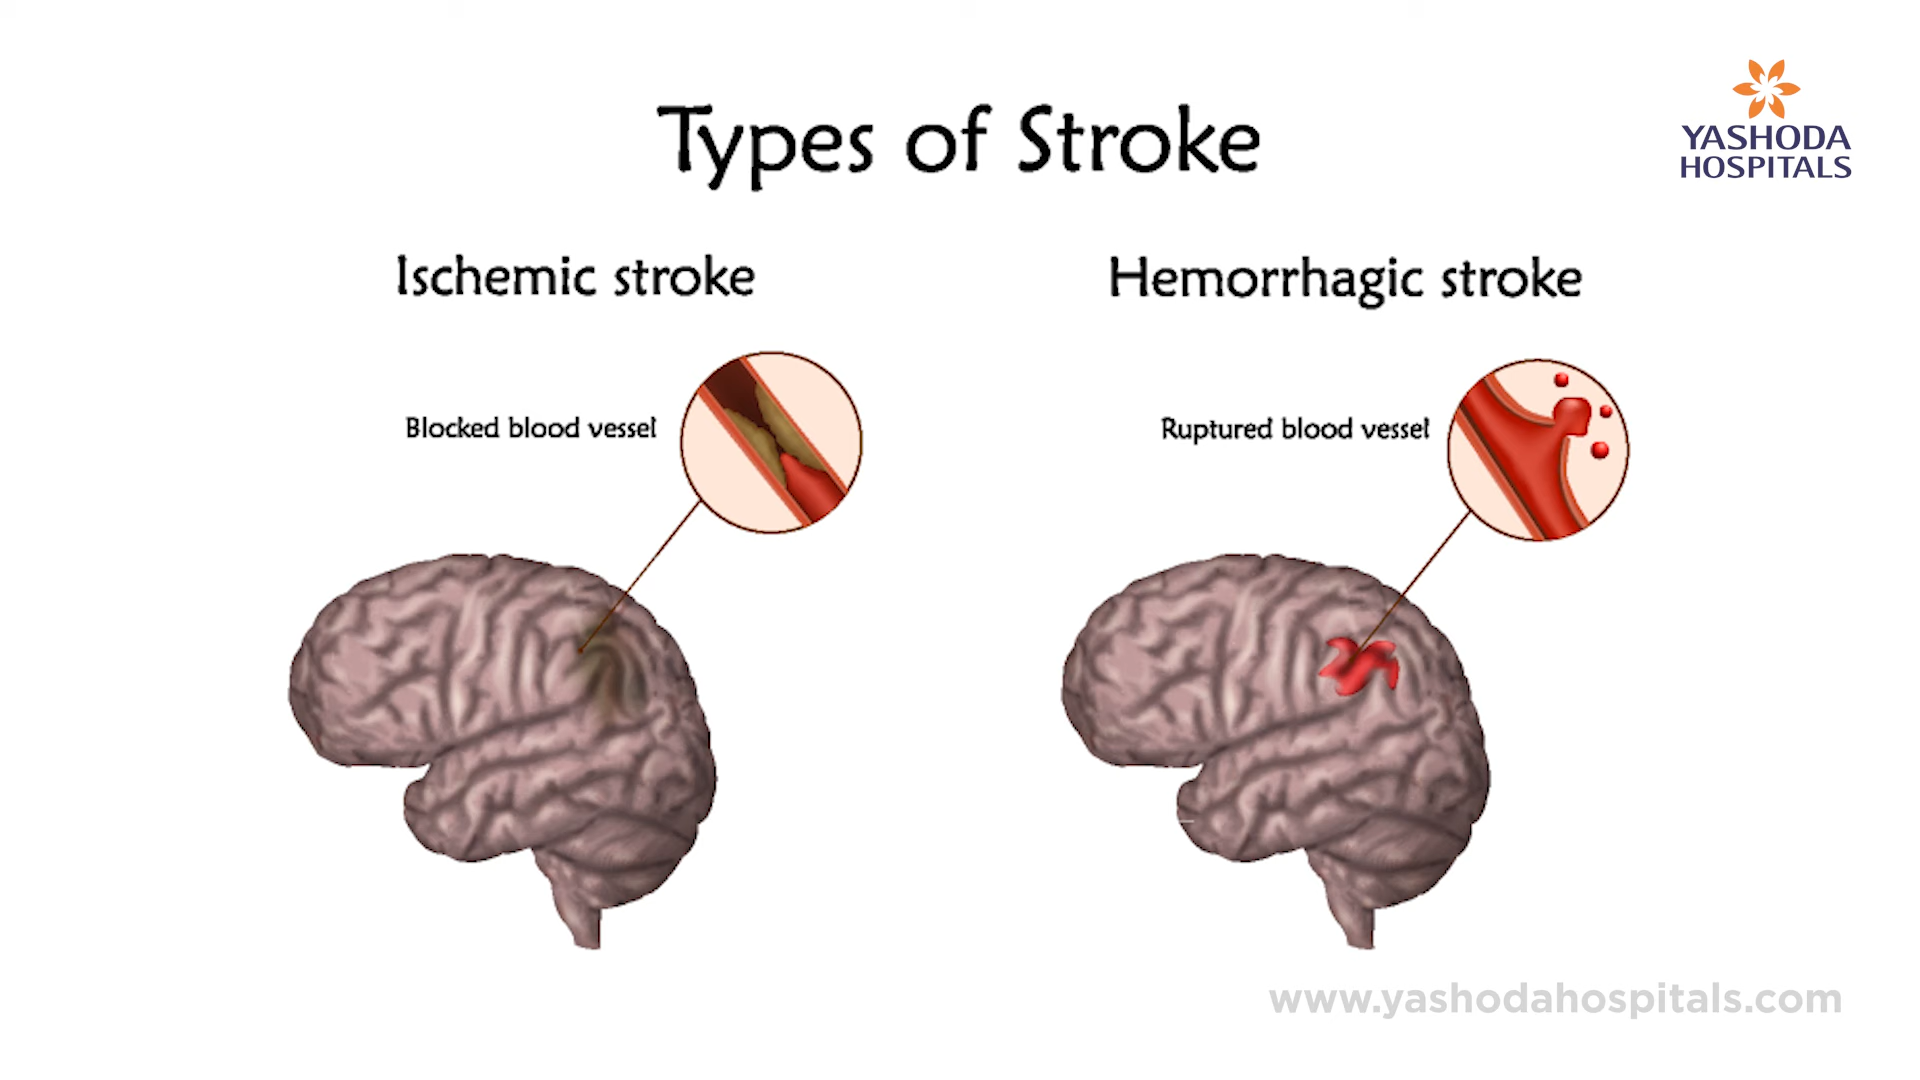 Types of Stroke
YASHODA
HOSPITALS
Ischemic stroke
Hemorrhagic stroke
Blocked blood vessel
Ruptured blood vessel
www.yashodahospitals.com